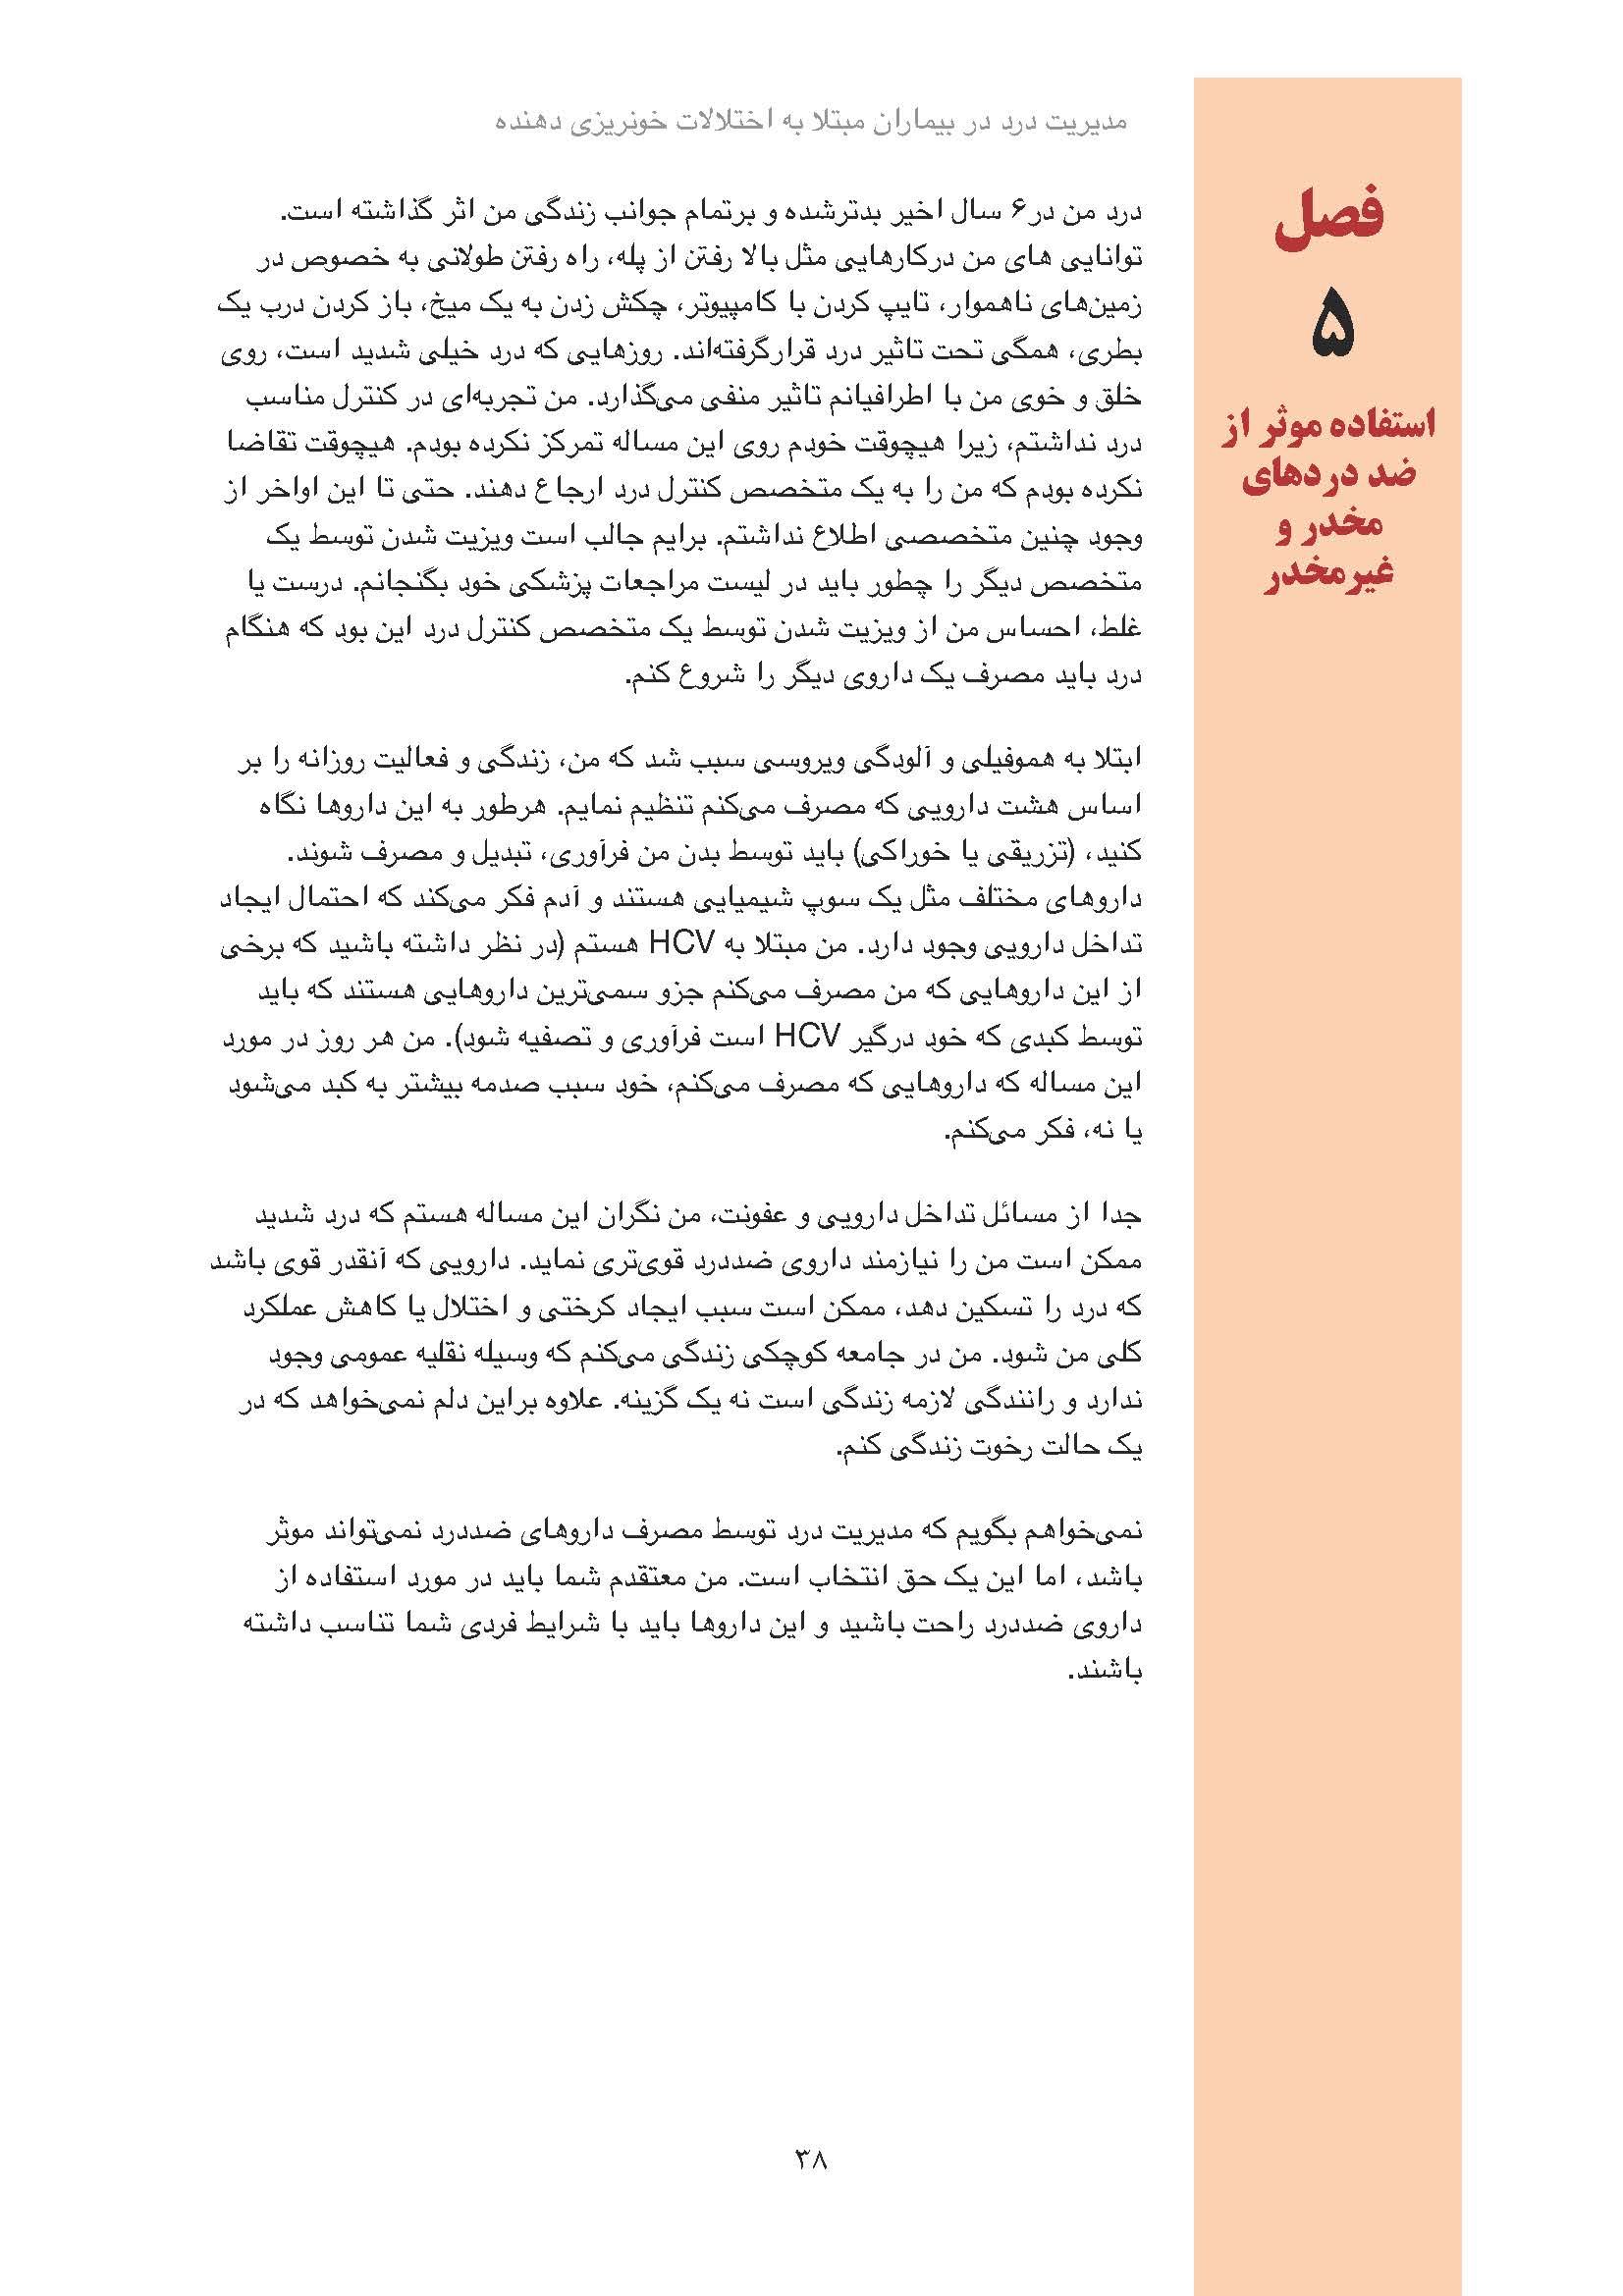 مدیریت درد در بیماران مبتلا به اختلالات خونریزی دهنده
فصل
۵
استفاده موثر از
ضد دردهای
مخدر و
غیرمخدر
درد من در۶ سال اخیر بدترشده و برتمام جوانب زندگی من اثر گذاشته است.
توانایی های من درکارهایی مثل بالا رفتن از پله، راه رفتن طولانی به خصوص در
زمین‌های ناهموار، تایپ کردن با کامپیوتر، چکش زدن به یک میخ، باز کردن درب یک
بطری، همگی تحت تاثیر درد قرارگرفته‌اند. روزهایی که درد خیلی شدید است، روی
خلق و خوی من با اطرافیانم تاثیر منفی می‌گذارد. من تجربه‌ای در کنترل مناسب
درد نداشتم، زیرا هیچوقت خودم روی این مساله تمرکز نکرده بودم. هیچوقت تقاضا
نکرده بودم که من را به یک متخصص کنترل درد ارجاع دهند. حتی تا این اواخر از
وجود چنین متخصصی اطلاع نداشتم. برایم جالب است ویزیت شدن توسط یک
متخصص دیگر را چطور باید در لیست مراجعات پزشکی خود بگنجانم. درست یا
غلط، احساس من از ویزیت شدن توسط یک متخصص کنترل درد این بود که هنگام
درد باید مصرف یک داروی دیگر را شروع کنم.
ابتلا به هموفیلی و آلودگی ویروسی سبب شد که من، زندگی و فعالیت روزانه را بر
اساس هشت دارویی که مصرف می‌کنم تنظیم نمایم. هرطور به این داروها نگاه
کنید، (تزریقی یا خوراکی) باید توسط بدن من فرآوری، تبدیل و مصرف شوند.
داروهای مختلف مثل یک سوپ شیمیایی هستند و آدم فکر می‌کند که احتمال ایجاد
تداخل دارویی وجود دارد. من مبتلا به HCV هستم (در نظر داشته باشید که برخی
از این داروهایی که من مصرف می‌کنم جزو سمی‌ترین داروهایی هستند که باید
توسط کبدی که خود درگیر HCV است فرآوری و تصفیه شود). من هر روز در مورد
این مساله که داروهایی که مصرف می‌کنم، خود سبب صدمه بیشتر به کبد می‌شود
یا نه، فکر می‌کنم.
جدا از مسائل تداخل دارویی و عفونت، من نگران این مساله هستم که درد شدید
ممکن است من را نیازمند داروی ضددرد قوی‌تری نماید. دارویی که آنقدر قوی باشد
که درد را تسکین دهد، ممکن است سبب ایجاد کرختی و اختلال یا کاهش عملکرد
کلی من شود. من در جامعه کوچکی زندگی می‌کنم که وسیله نقلیه عمومی وجود
ندارد و رانندگی لازمه زندگی است نه یک گزینه. علاوه براین دلم نمی‌خواهد که در
یک حالت رخوت زندگی کنم.
نمی‌خواهم بگویم که مدیریت درد توسط مصرف داروهای ضددرد نمی‌تواند موثر
باشد، اما این یک حق انتخاب است. من معتقدم شما باید در مورد استفاده از
داروی ضددرد راحت باشید و این داروها باید با شرایط فردی شما تناسب داشته
باشند.
۳۸